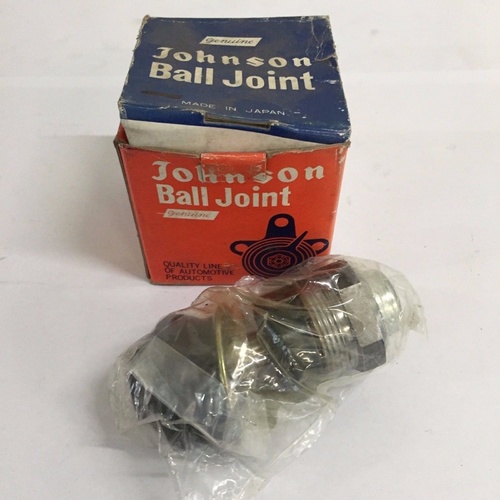 Genuine
Johnson
Ball Joint
MADE IN JAPAN
Johnson
Ball Joint
Genuine
QUALITY LINE
OF AUTOMOTIVE
PRODUCTS